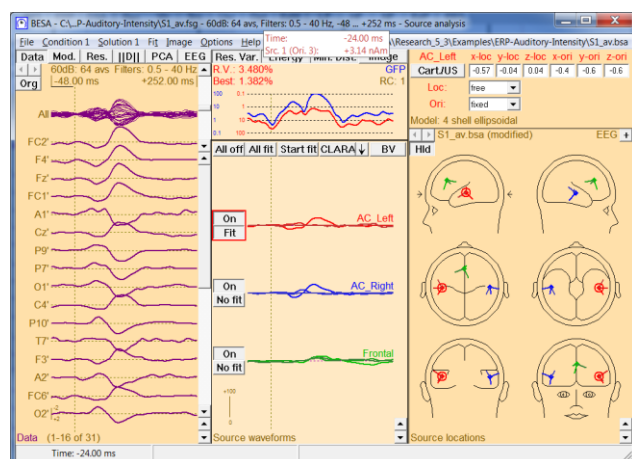 BESA - C:\...P-Auditory-Intensity\S1_av.fsg - 60dB: 64 avs, Filters: 0.5 - 40 Hz, -48 ... +252 ms - Source analysis
File Condition 1 Solution 1 Fit Image Options Help
Research_5_3\Examples\ERP-Auditory-Intensity\S1_av.bsa
Time: -24.00 ms
Src. 1 (Ori. 3): +3.14 nAm
Data Mod. Res. ||D|| PCA EEG Res. Var. Energy Min. Dist. Image
60dB: 64 avs Filters: 0.5 - 40 Hz
Org
-48.00 +252.00 ms
All
FC2'
F4'
Fz'
FC1'
A1'
Cz'
P9'
P7'
O1'
C4'
P10'
T7'
F3'
A2'
FC6'
O2'
Data (1-16 of 31)
R.V.: 3.480% GFP
Best: 1.382% RC: 1
100 0.1
10 1
1 10
0.1 100
All off All fit Start fit CLARA ↓ BV
On
Fit
AC_Left
On
No fit
AC_Right
On
No fit
Frontal
+100
0
Source waveforms
AC_Left x-loc y-loc z-loc x-ori y-ori z-ori
Cart./US -0.57 -0.04 0.04 -0.4 -0.6 -0.6
Loc: free
Ori: fixed
Model: 4 shell ellipsoidal
S1_av.bsa (modified) EEG +
Hld
Source locations
Time: -24.00 ms